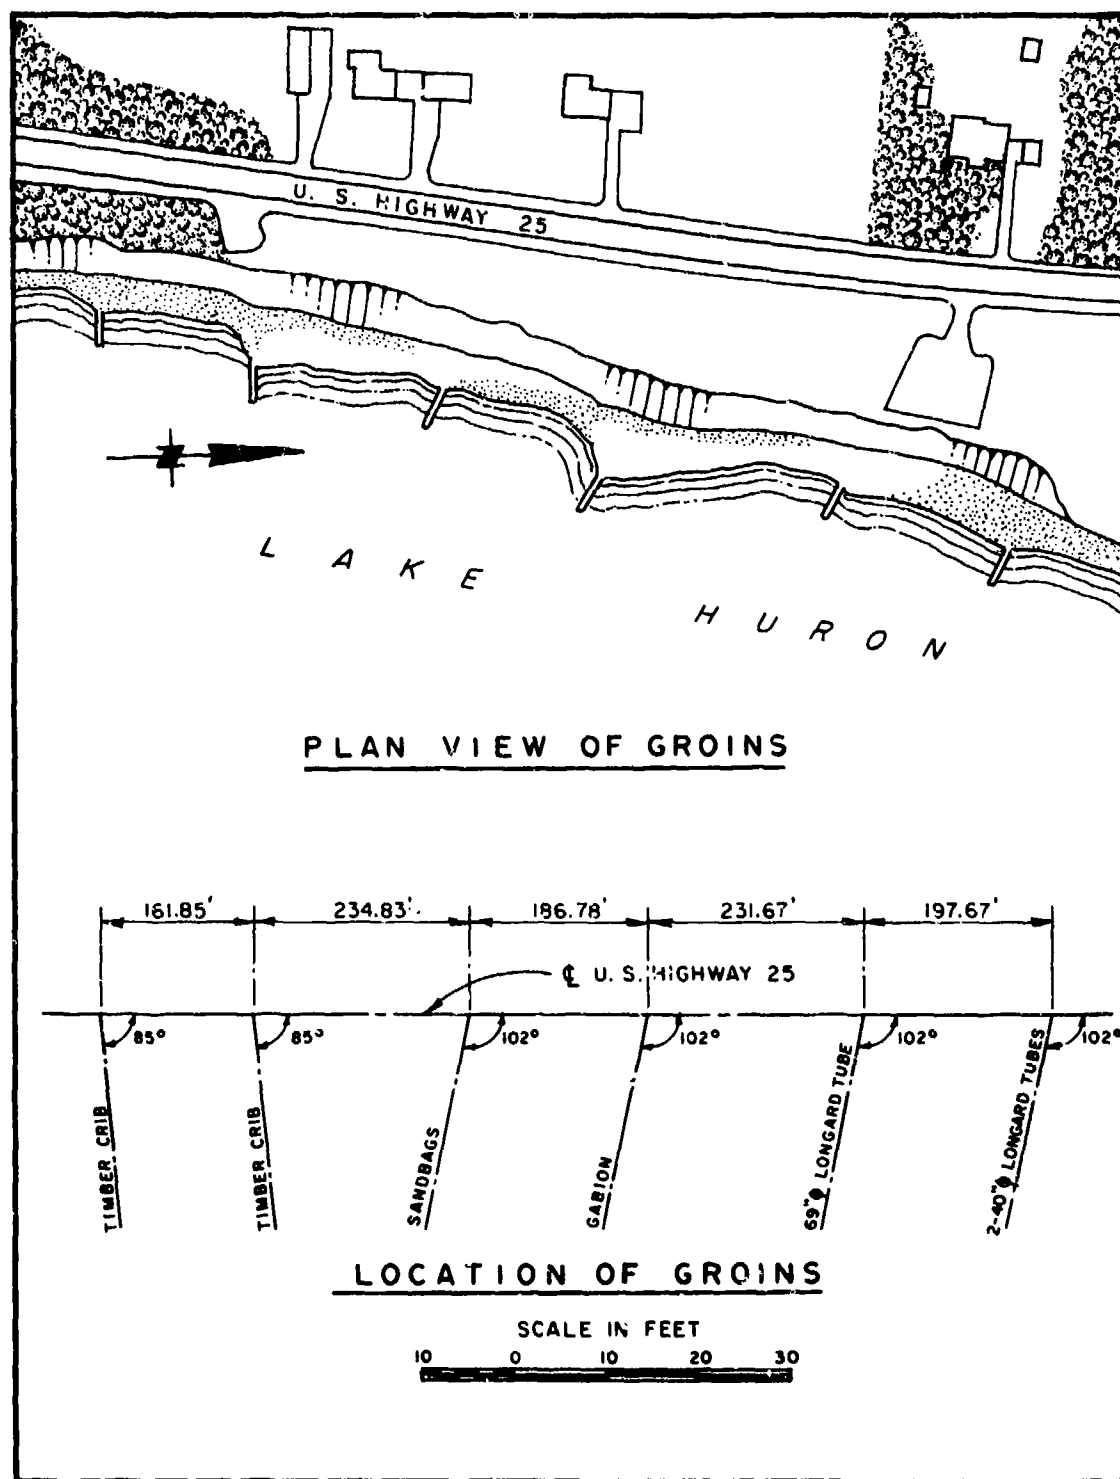 U. S. HIGHWAY 25
LAKE HURON
PLAN VIEW OF GROINS
161.85' 234.83' 186.78' 231.67' 197.67'
℄ U. S. HIGHWAY 25
85° 85° 102° 102° 102° 102°
TIMBER CRIB
TIMBER CRIB
SANDBAGS
GABION
69"ϕ LONGARD TUBE
2-40"ϕ LONGARD TUBES
LOCATION OF GROINS
SCALE IN FEET
10 0 10 20 30